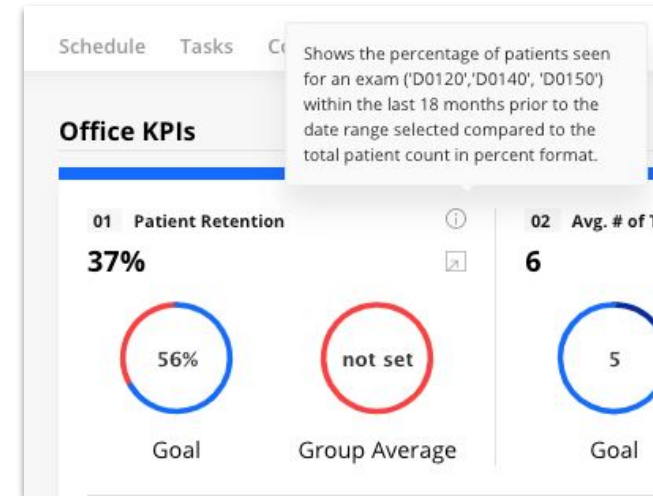 Schedule Tasks
Shows the percentage of patients seen
for an exam ('D0120','D0140', 'D0150')
within the last 18 months prior to the
date range selected compared to the
total patient count in percent format.
Office KPIs
01 Patient Retention
37%
56%
not set
Goal
Group Average
02 Avg. # of
6
5
Goal